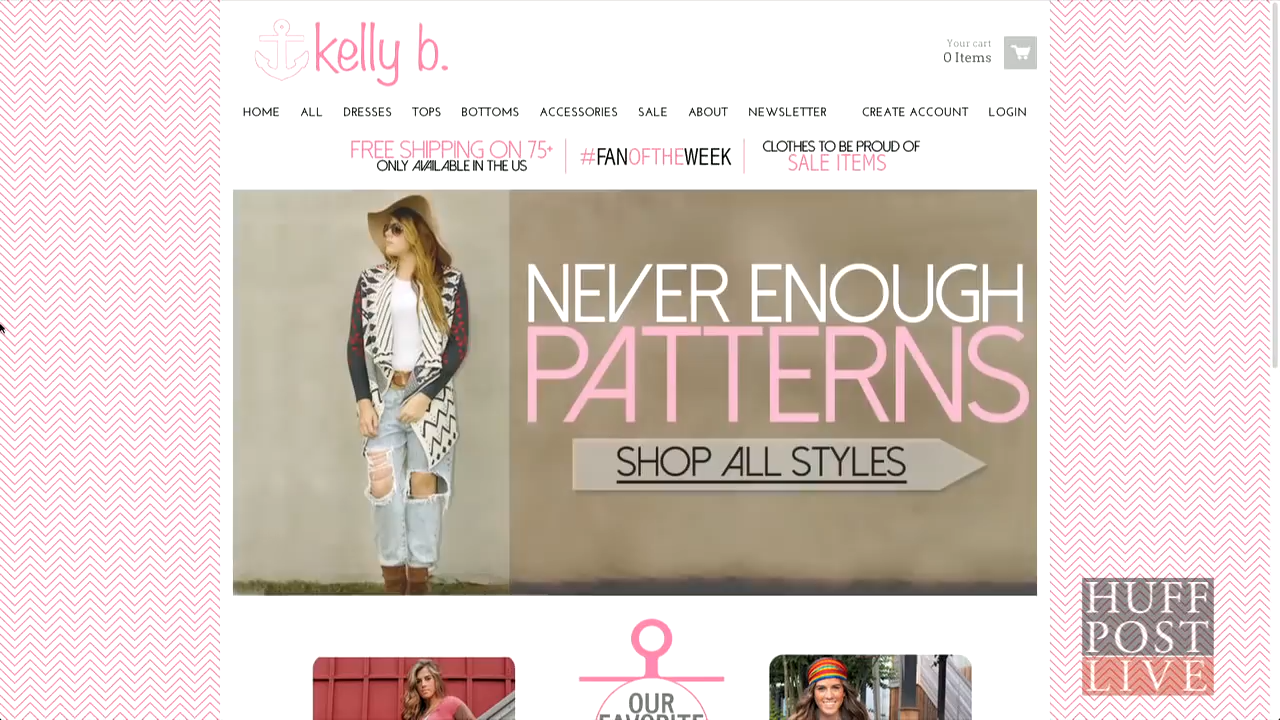 kelly b.
Your cart
0 Items
HOME ALL DRESSES TOPS BOTTOMS ACCESSORIES SALE ABOUT NEWSLETTER CREATE ACCOUNT LOGIN
FREE SHIPPING ON 75+
ONLY AVAILABLE IN THE US
#FANOFTHEWEEK
CLOTHES TO BE PROUD OF
SALE ITEMS
NEVER ENOUGH
PATTERNS
SHOP ALL STYLES
OUR
FAVORITE
HUFF
POST
LIVE